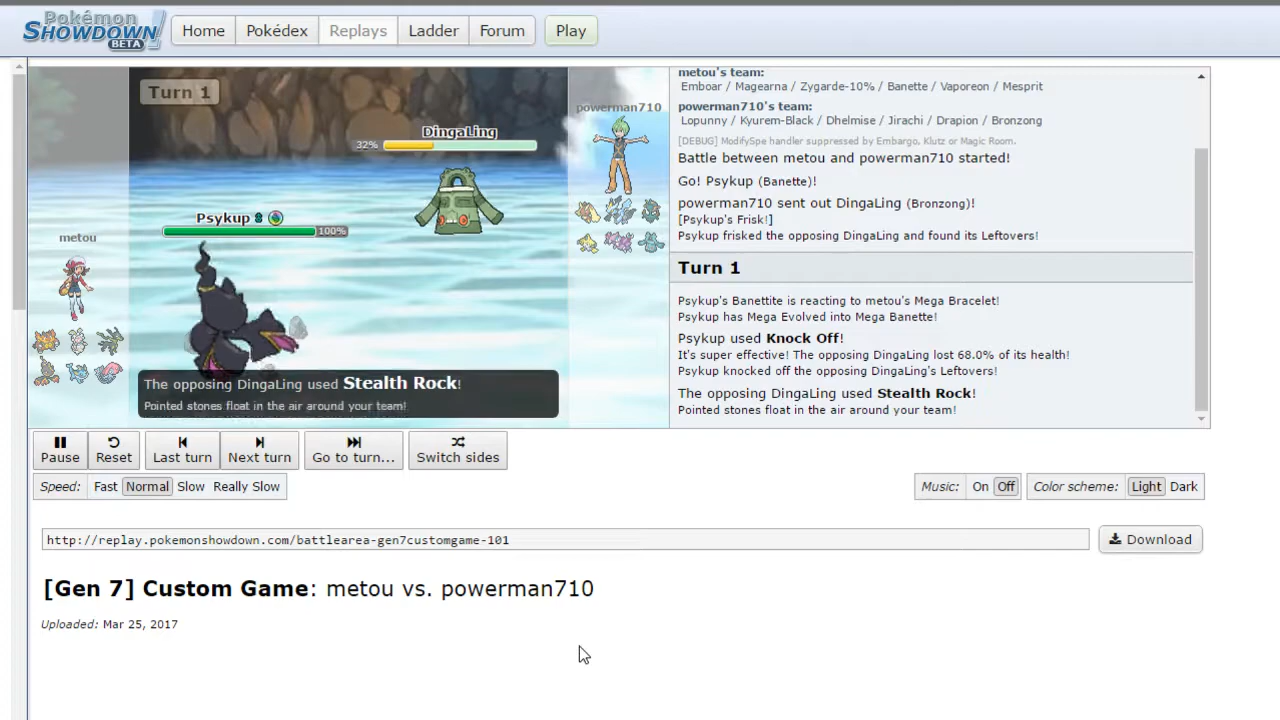 Pokémon
SHOWDOWN!
BETA
Home
Pokédex
Replays
Ladder
Forum
Play
Turn 1
metou
powerman710
DingaLing
32%
Psykup
100%
The opposing DingaLing used Stealth Rock!
Pointed stones float in the air around your team!
metou's team:
Emboar / Magearna / Zygarde-10% / Banette / Vaporeon / Mesprit
powerman710's team:
Lopunny / Kyurem-Black / Dhelmise / Jirachi / Drapion / Bronzong
[DEBUG] ModifySpe handler suppressed by Embargo, Klutz or Magic Room.
Battle between metou and powerman710 started!
Go! Psykup (Banette)!
powerman710 sent out DingaLing (Bronzong)!
[Psykup's Frisk!]
Psykup frisked the opposing DingaLing and found its Leftovers!
Turn 1
Psykup's Banettite is reacting to metou's Mega Bracelet!
Psykup has Mega Evolved into Mega Banette!
Psykup used Knock Off!
It's super effective! The opposing DingaLing lost 68.0% of its health!
Psykup knocked off the opposing DingaLing's Leftovers!
The opposing DingaLing used Stealth Rock!
Pointed stones float in the air around your team!
Pause
Reset
Last turn
Next turn
Go to turn...
Switch sides
Speed: Fast Normal Slow Really Slow
Music: On Off
Color scheme: Light Dark
http://replay.pokemonshowdown.com/battlearea-gen7customgame-101
Download
[Gen 7] Custom Game: metou vs. powerman710
Uploaded: Mar 25, 2017